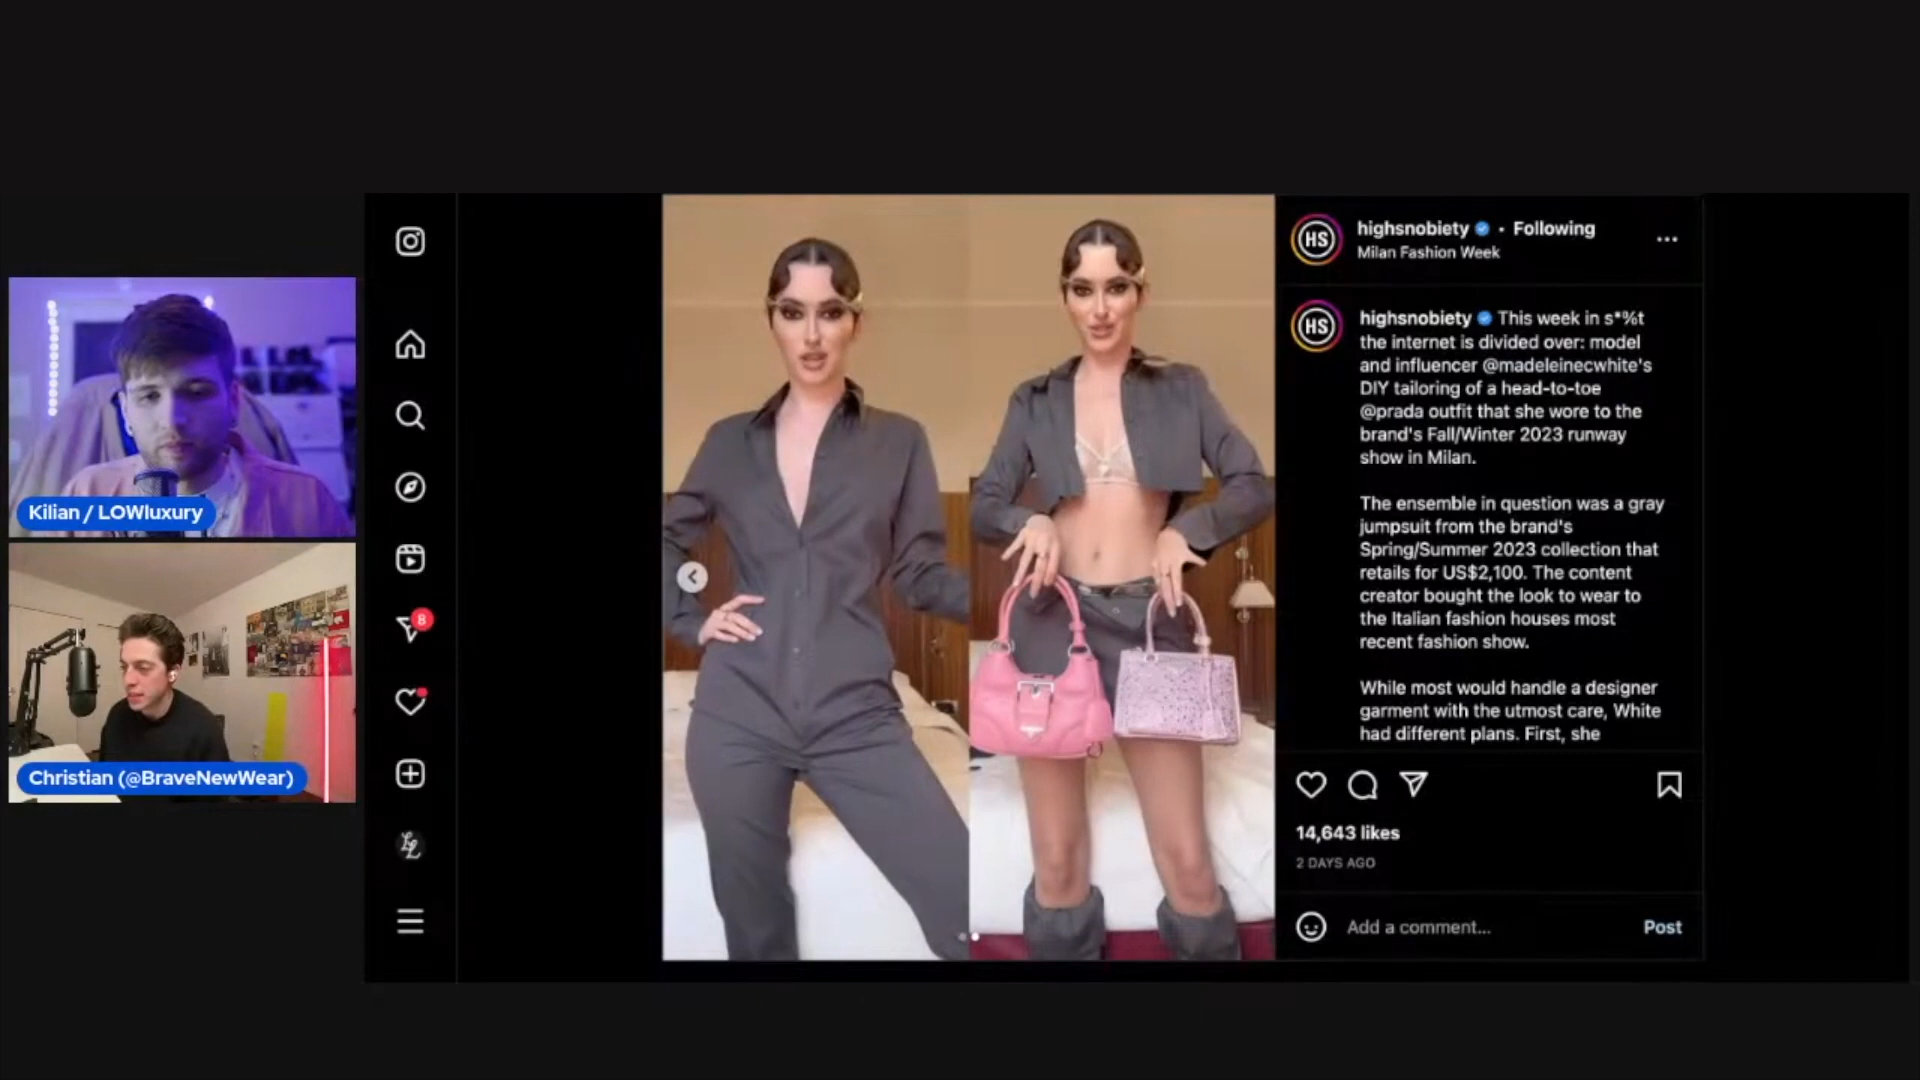 Kilian / LOWluxury
Christian (@BraveNewWear)
8
HS
highsnobiety • Following
Milan Fashion Week
HS
highsnobiety This week in s*%t
the internet is divided over: model
and influencer @madeleinecwhite's
DIY tailoring of a head-to-toe
@prada outfit that she wore to the
brand's Fall/Winter 2023 runway
show in Milan.
The ensemble in question was a gray
jumpsuit from the brand's
Spring/Summer 2023 collection that
retails for US$2,100. The content
creator bought the look to wear to
the Italian fashion houses most
recent fashion show.
While most would handle a designer
garment with the utmost care, White
had different plans. First, she
14,643 likes
2 DAYS AGO
Add a comment...
Post